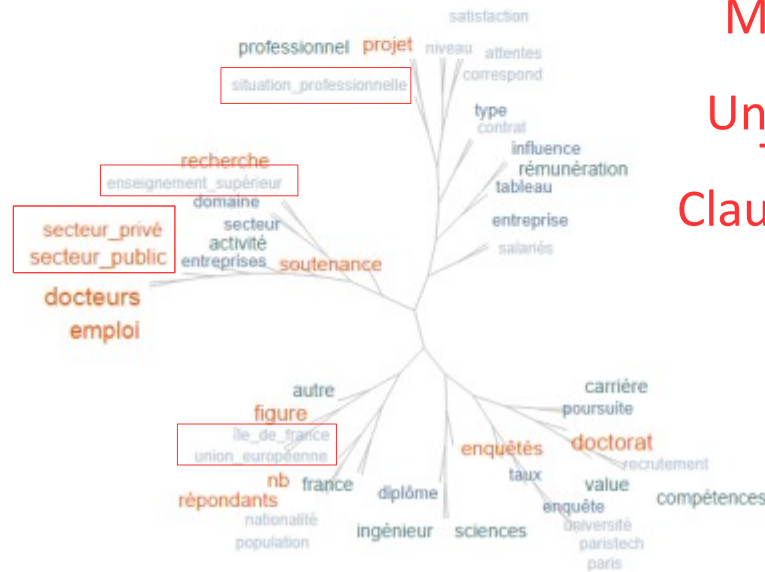 satisfaction
M
professionnel projet niveau attentes
correspond
situation_professionnelle
type
contrat
Un
influence
rémunération
tableau
recherche
enseignement_supérieur
domaine
secteur
activité
entreprises
soutenance
secteur_privé
secteur_public
docteurs
emploi
Clau
entreprise
salariés
autre
figure
île_de_france
union_européenne
nb france
répondants
nationalité
population
diplôme
ingénieur sciences
enquêtés
taux
enquête
université
paristech
paris
carrière
poursuite
doctorat
recrutement
value
compétences